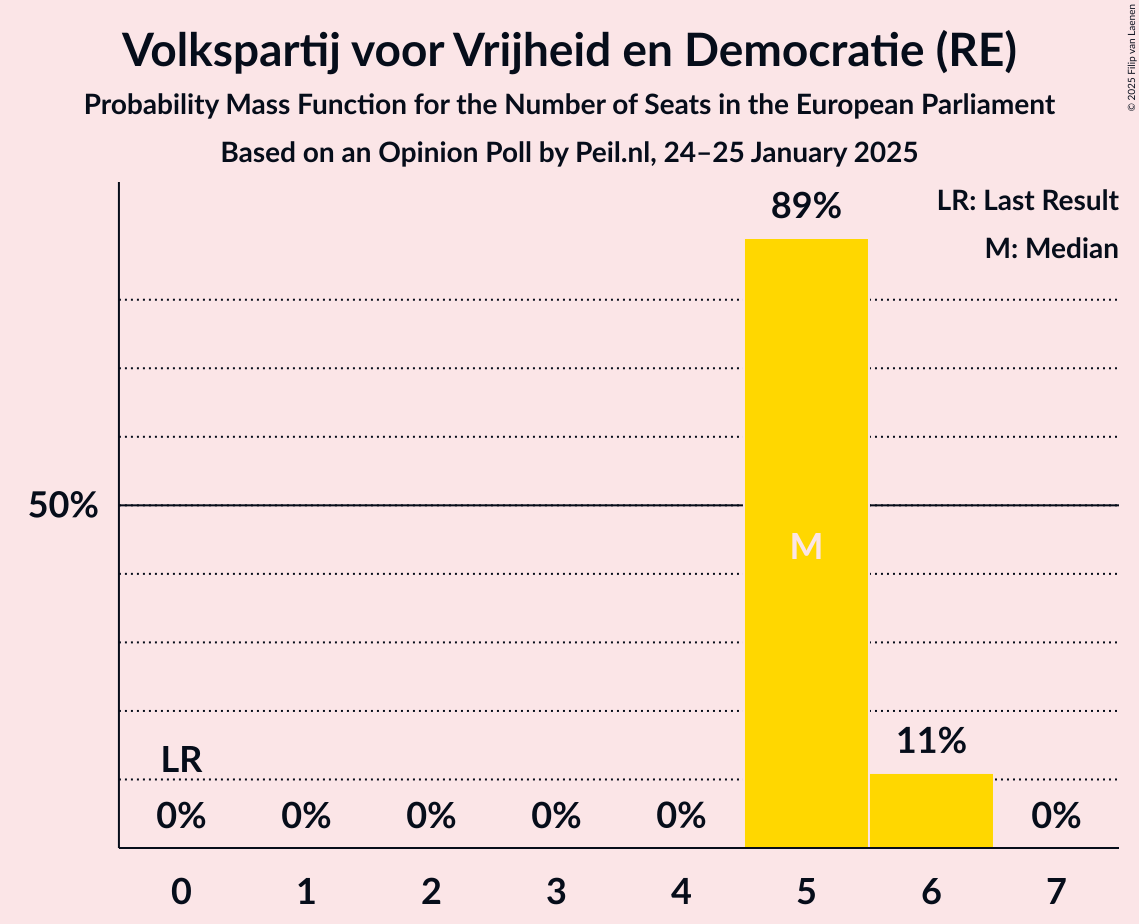 Volkspartij voor Vrijheid en Democratie (RE)
Probability Mass Function for the Number of Seats in the European Parliament
Based on an Opinion Poll by Peil.nl, 24–25 January 2025
© 2025 Filip van Laenen
LR: Last Result
M: Median
89%
50%
M
11%
LR
0% 0% 0% 0% 0% 0%
0 1 2 3 4 5 6 7